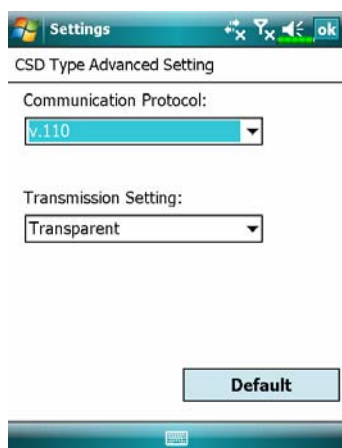 Settings
ok
CSD Type Advanced Setting
Communication Protocol:
v.110
Transmission Setting:
Transparent
Default